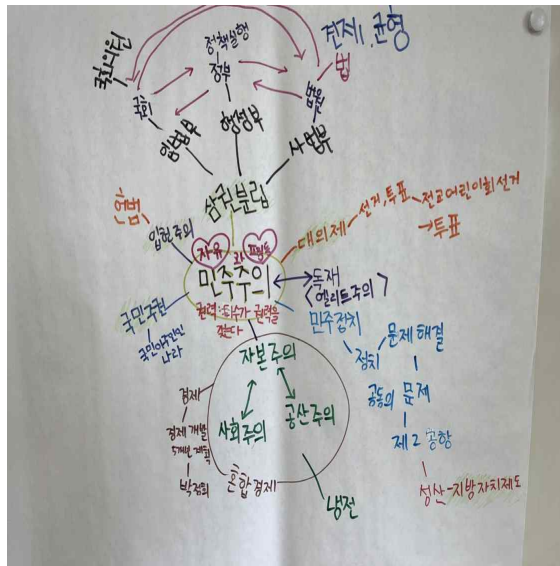 견제, 균형
국회의원
정책실행
정부
법
국회
법원
입법부
행정부
사법부
삼권분립
헌법
입헌주의
대의제
선거, 투표
전교어린이회선거
→투표
자유
와
민주주의
권력:다수가 권력을
갖는다
독재
<엘리트주의>
국민주권
국민이 주인인
나라
민주정치
정치
문제해결
공동의 문제
제2공항
성산-지방자치제도
자본주의
사회주의
공산주의
경제
경제개발
5개년 계획
박정희
혼합경제
냉전